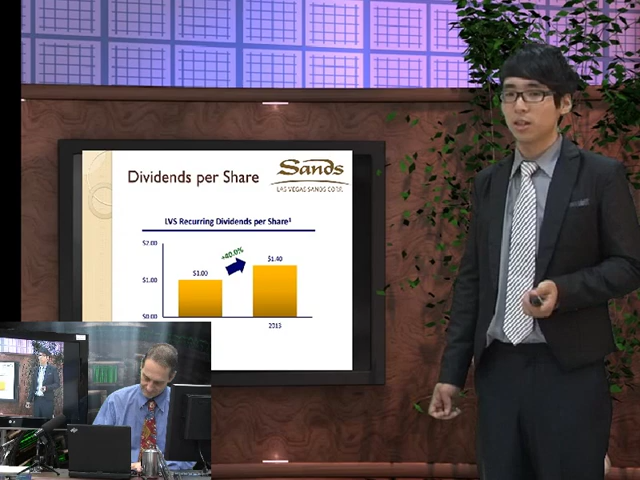 Dividends per Share
Sands
LAS VEGAS SANDS CORP.
LVS Recurring Dividends per Share¹
$2.00
+40.0%
$1.40
$1.00
$1.00
$0.00
2013